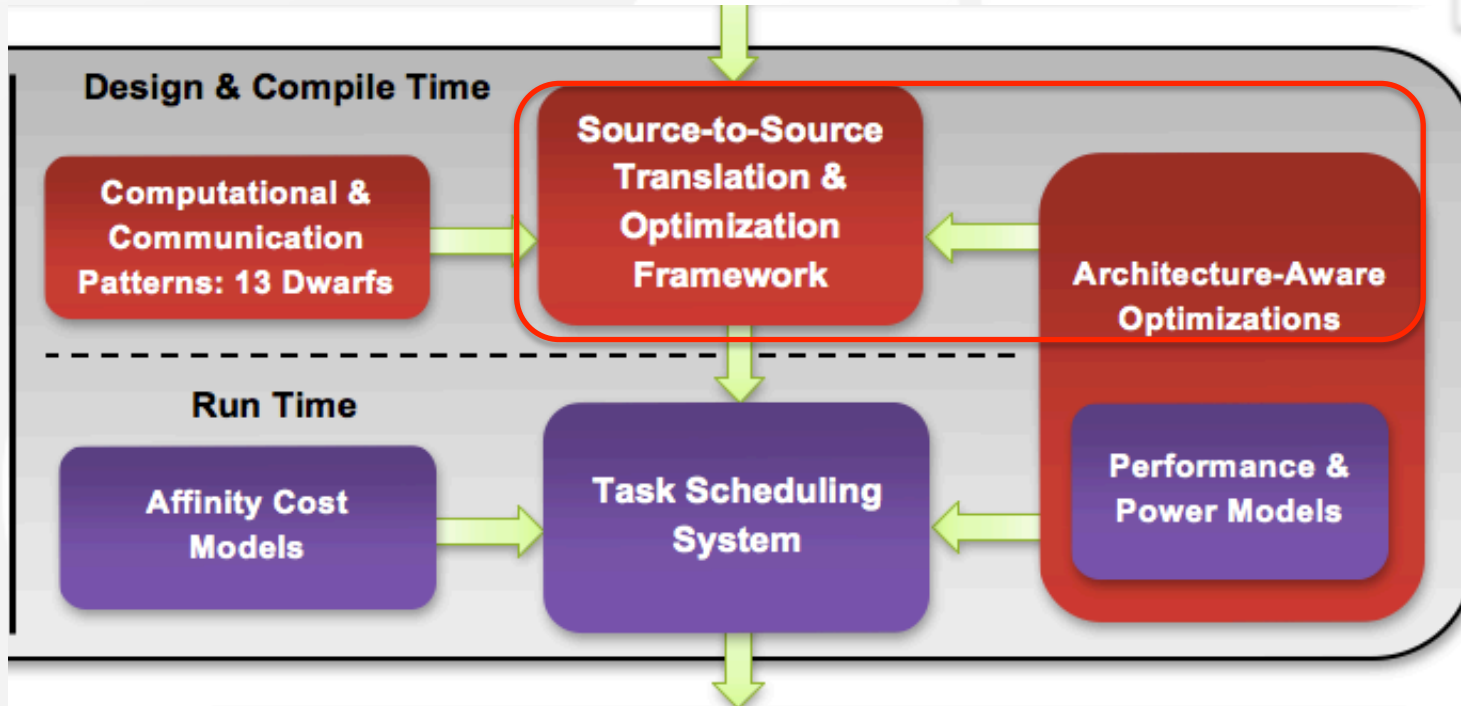 Design & Compile Time
Source-to-Source
Translation &
Optimization
Framework
Computational &
Communication
Patterns: 13 Dwarfs
Architecture-Aware
Optimizations
Run Time
Affinity Cost
Models
Task Scheduling
System
Performance &
Power Models